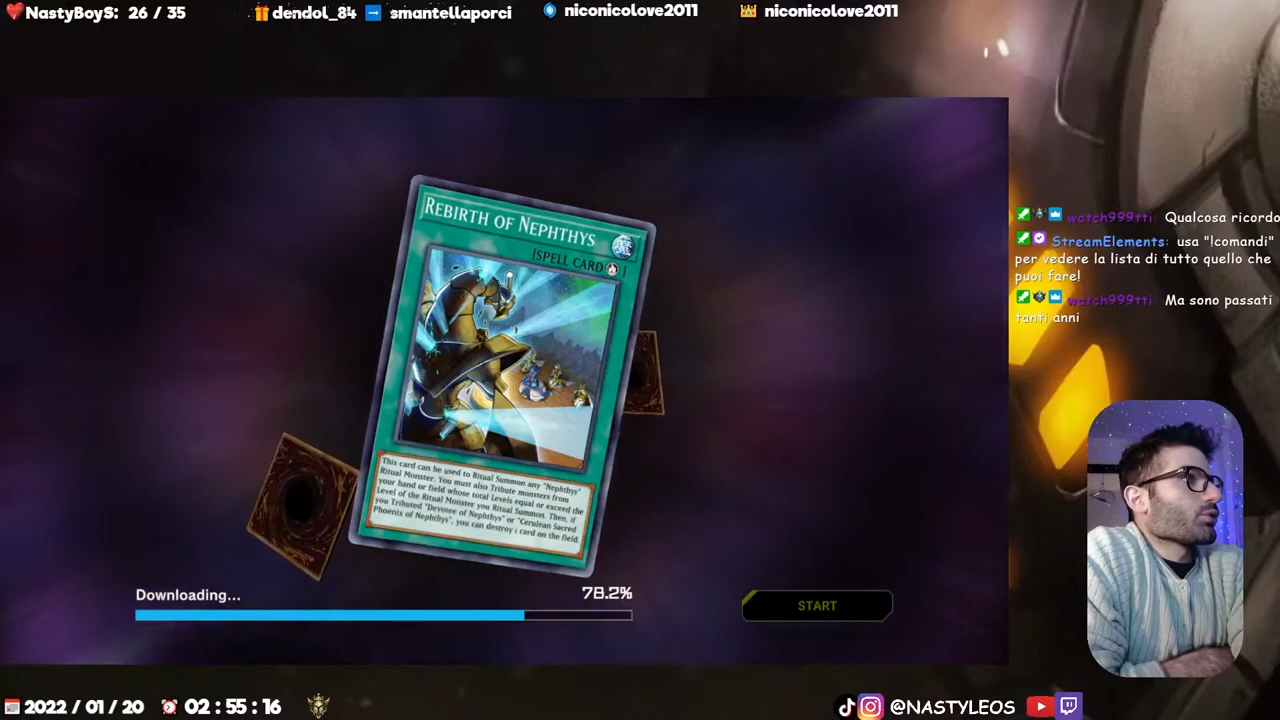 NastyBoyS: 26 / 35
dendol_84 smantellaporci
niconicolove2011
niconicolove2011
REBIRTH OF NEPHTHYS
[SPELL CARD ]
This card can be used to Ritual Summon any "Nephthys"
Ritual Monster. You must also Tribute monsters from
your hand or field whose total Levels equal or exceed the
Level of the Ritual Monster you Ritual Summon. Then, if
you Tributed "Devotee of Nephthys" or "Cerulean Sacred
Phoenix of Nephthys", you can destroy 1 card on the field.
Downloading...
78.2%
START
watch999tti: Qualcosa ricordo
StreamElements: usa "!comandi"
per vedere la lista di tutto quello che
puoi fare!
watch999tti: Ma sono passati
tanti anni
2022 / 01 / 20 02 : 55 : 16
@NASTYLEOS